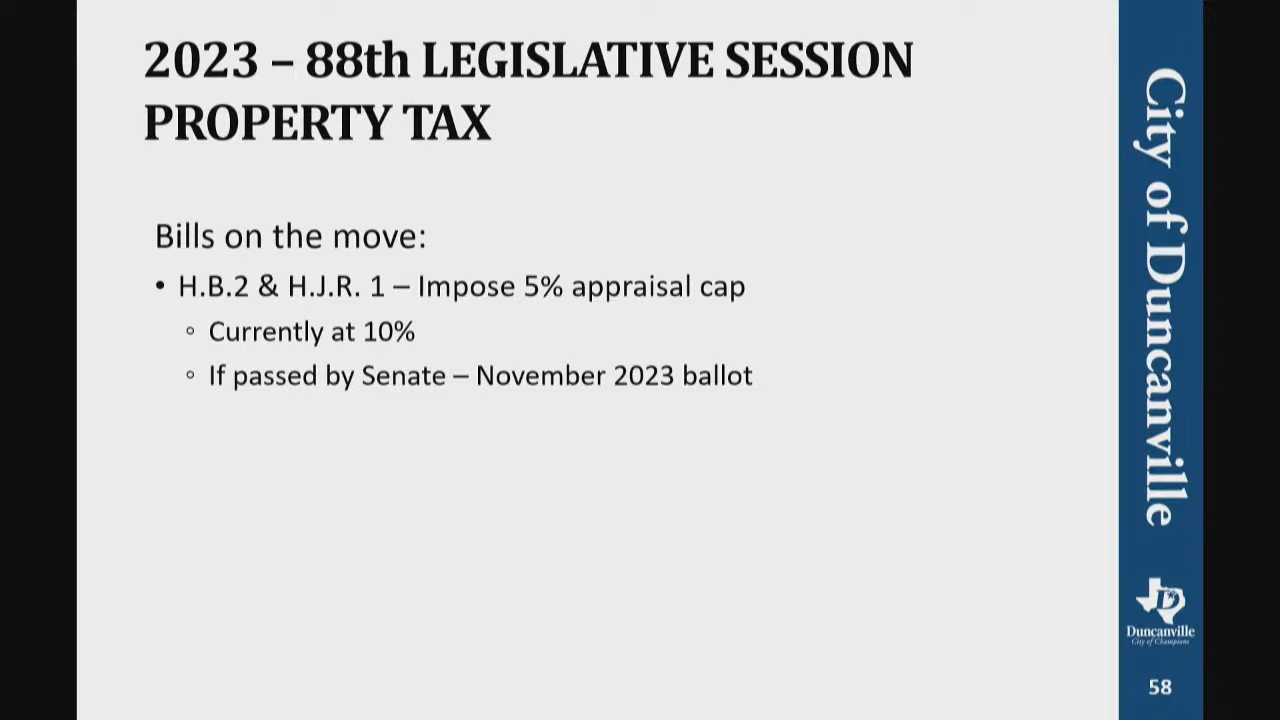 2023 – 88th LEGISLATIVE SESSION
PROPERTY TAX
Bills on the move:
• H.B.2 & H.J.R. 1 – Impose 5% appraisal cap
◦ Currently at 10%
◦ If passed by Senate – November 2023 ballot
City of Duncanville
D
Duncanville
City of Champions
58